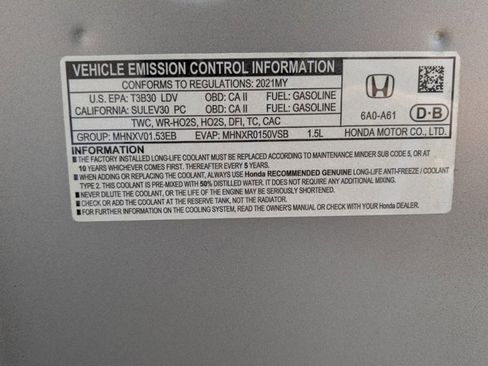 VEHICLE EMISSION CONTROL INFORMATION
CONFORMS TO REGULATIONS: 2021MY
U.S. EPA: T3B30 LDV OBD: CA II FUEL: GASOLINE
CALIFORNIA: SULEV30 PC OBD: CA II FUEL: GASOLINE
TWC, WR-HO2S, HO2S, DFI, TC, CAC
GROUP: MHNXV01.53EB EVAP: MHNXR0150VSB 1.5L
HONDA
6A0-A61 D-B
HONDA MOTOR CO., LTD.
INFORMATION
■ THE FACTORY INSTALLED LONG-LIFE COOLANT MUST BE REPLACED ACCORDING TO MAINTENANCE MINDER SUB CODE 5, OR AT
10 YEARS WHICHEVER COMES FIRST. THEREAFTER REPLACE EVERY 5 YEARS.
■ WHEN ADDING OR REPLACING THE COOLANT, ALWAYS USE Honda RECOMMENDED GENUINE LONG-LIFE ANTI-FREEZE / COOLANT
TYPE 2. THIS COOLANT IS PRE-MIXED WITH 50% DISTILLED WATER. IT DOES NOT REQUIRE ANY ADDITIONAL MIXING.
■ NEVER DILUTE THE COOLANT, OR THE LIFE OF THE ENGINE MAY BE SERIOUSLY SHORTENED.
■ CHECK OR ADD THE COOLANT AT THE RESERVE TANK, NOT THE RADIATOR.
■ FOR FURTHER INFORMATION ON THE COOLING SYSTEM, READ THE OWNER'S MANUAL OR CHECK WITH YOUR Honda DEALER.